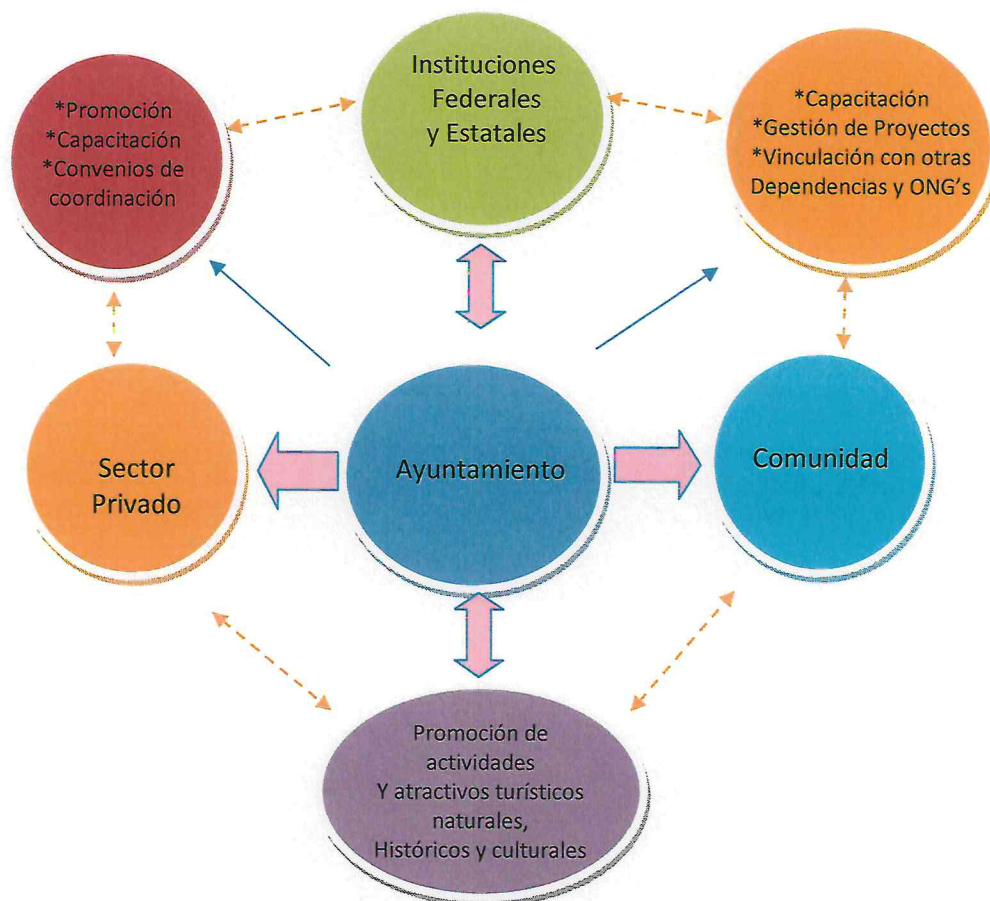 Instituciones
Federales
y Estatales
*Promoción
*Capacitación
*Convenios de
coordinación
*Capacitación
*Gestión de Proyectos
*Vinculación con otras
Dependencias y ONG's
Sector
Privado
Ayuntamiento
Comunidad
Promoción de
actividades
Y atractivos turísticos
naturales,
Históricos y culturales